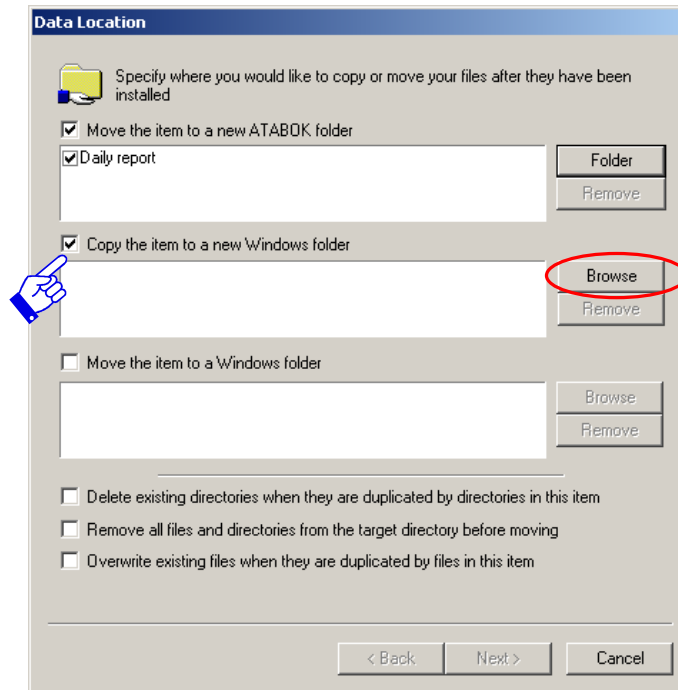 Data Location
Specify where you would like to copy or move your files after they have been
installed
Move the item to a new ATABOK folder
Daily report
Folder
Remove
Copy the item to a new Windows folder
Browse
Remove
Move the item to a Windows folder
Browse
Remove
Delete existing directories when they are duplicated by directories in this item
Remove all files and directories from the target directory before moving
Overwrite existing files when they are duplicated by files in this item
< Back
Next >
Cancel